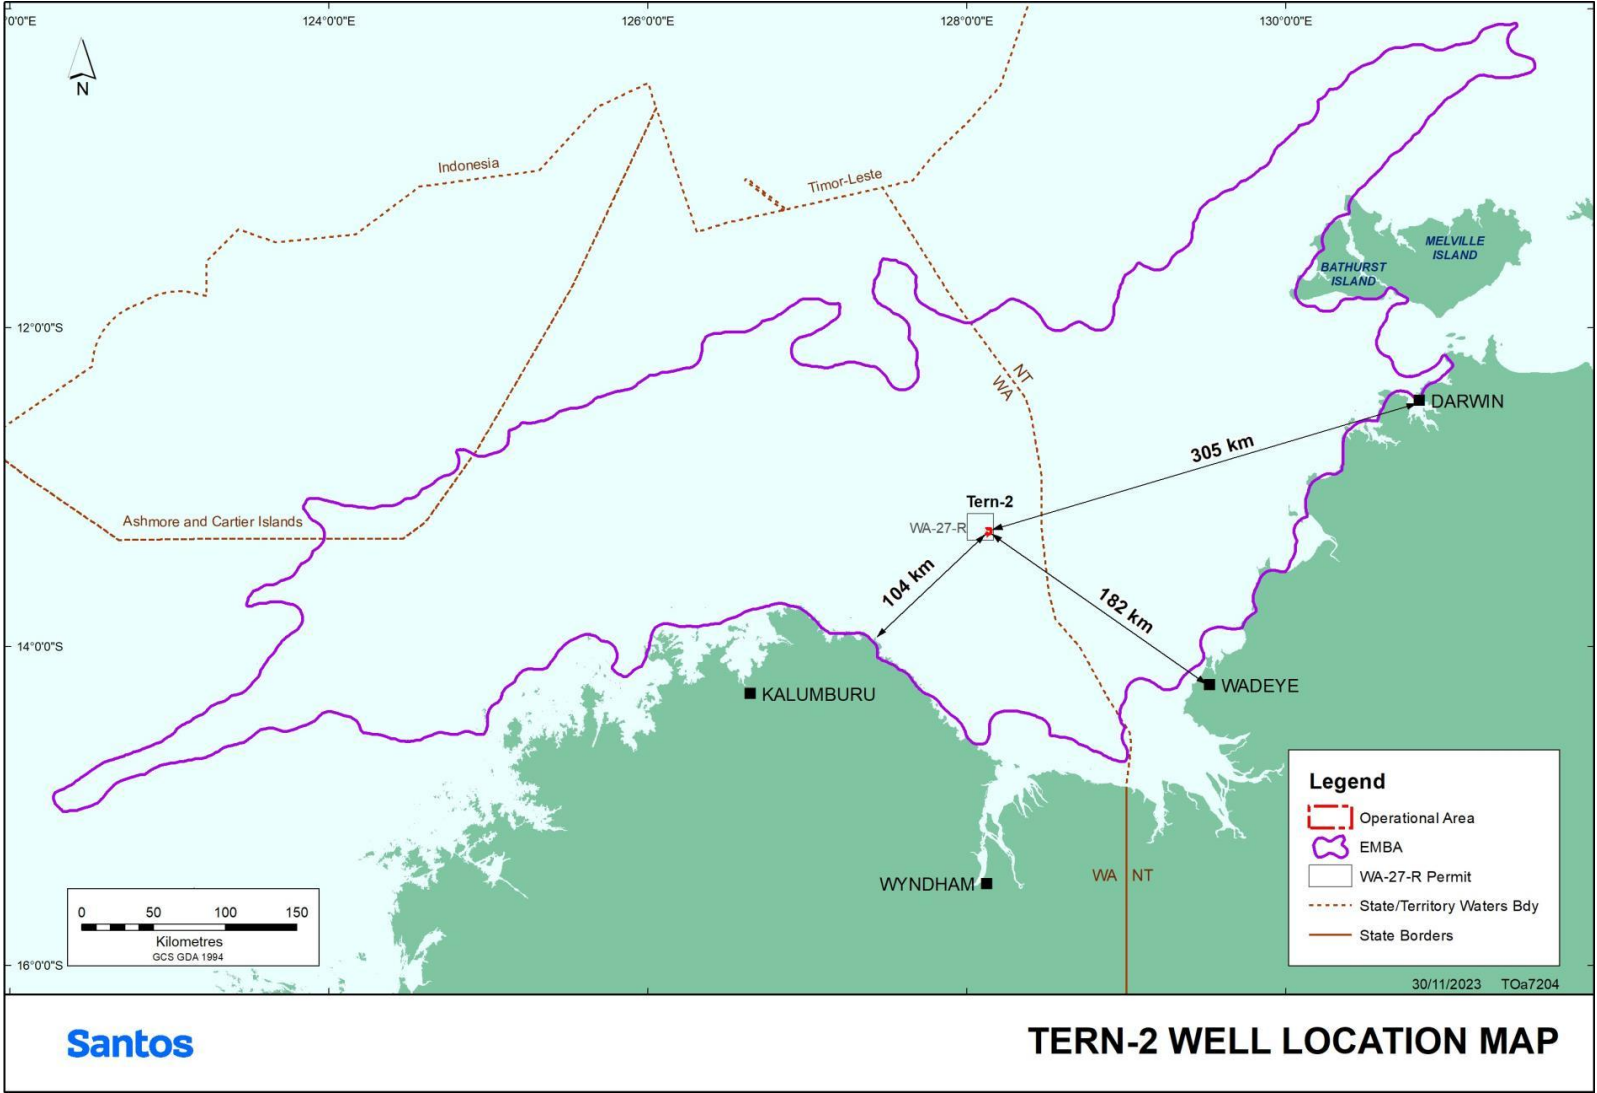 0°0'0"E
124°0'0"E
126°0'0"E
128°0'0"E
130°0'0"E
N
Indonesia
Timor-Leste
MELVILLE
ISLAND
BATHURST
ISLAND
12°0'0"S
NT
WA
DARWIN
305 km
Tern-2
WA-27-R
Ashmore and Cartier Islands
104 km
182 km
14°0'0"S
KALUMBURU
WADEYE
WYNDHAM
WA NT
Legend
Operational Area
EMBA
WA-27-R Permit
State/Territory Waters Bdy
State Borders
0 50 100 150
Kilometres
GCS GDA 1994
16°0'0"S
30/11/2023 TOa7204
Santos
TERN-2 WELL LOCATION MAP